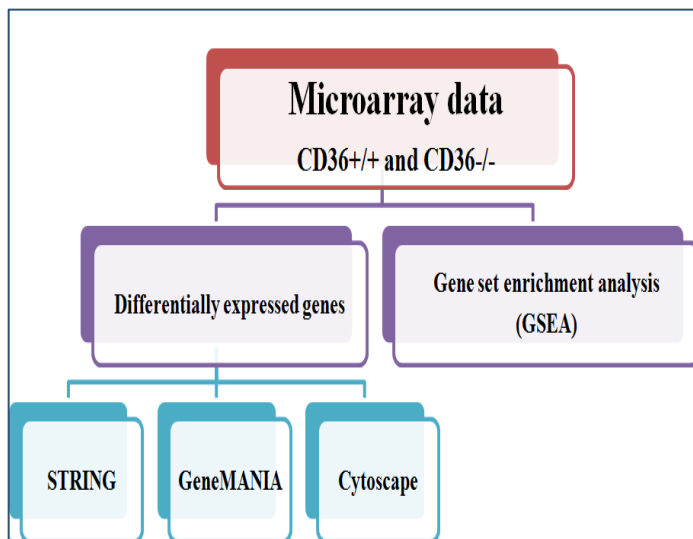 Microarray data
CD36+/+ and CD36-/-
Differentially expressed genes
Gene set enrichment analysis
(GSEA)
STRING
GeneMANIA
Cytoscape